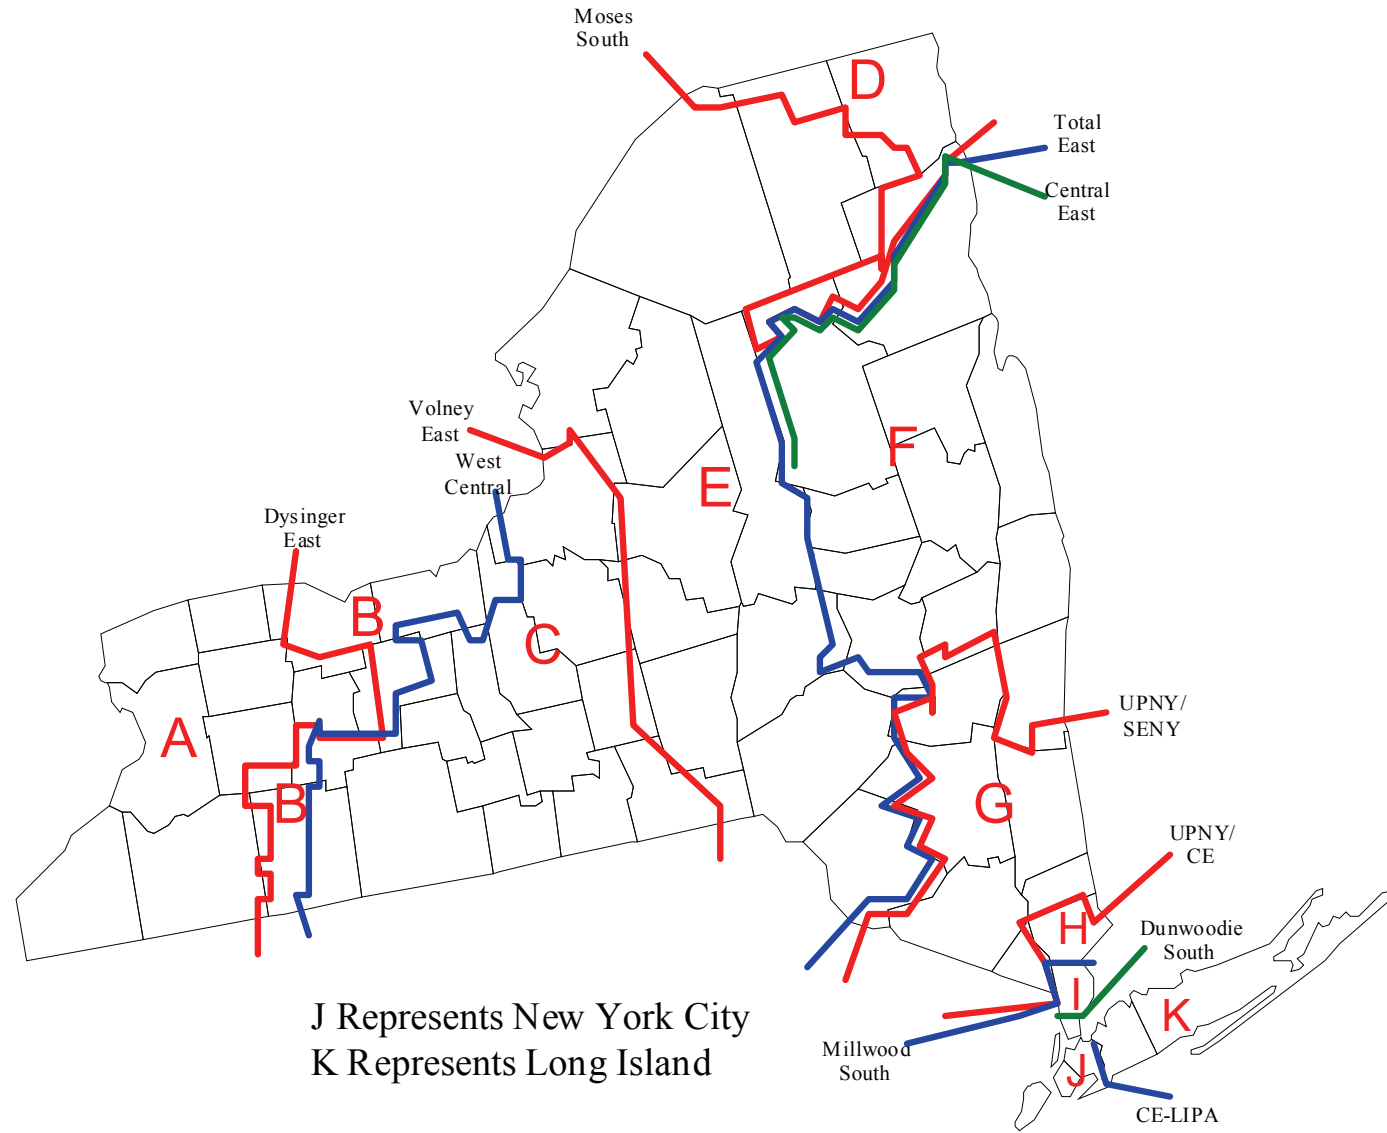 Moses
South
D
Total
East
Central
East
Volney
East
West
Central
F
E
Dysinger
East
B
C
A
UPNY/
SENY
B
G
UPNY/
CE
H
Dunwoodie
South
I
K
J Represents New York City
K Represents Long Island
Millwood
South
J
CE-LIPA